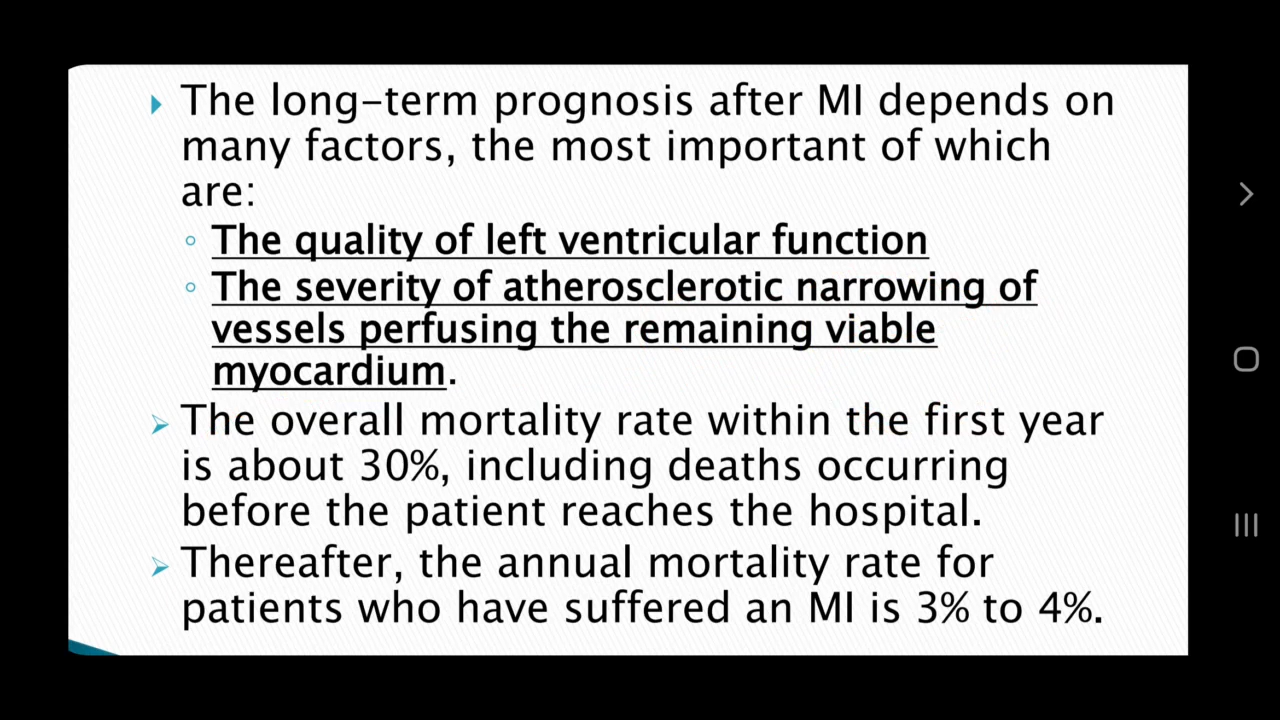 The long-term prognosis after MI depends on
many factors, the most important of which
are:
The quality of left ventricular function
The severity of atherosclerotic narrowing of
vessels perfusing the remaining viable
myocardium.
The overall mortality rate within the first year
is about 30%, including deaths occurring
before the patient reaches the hospital.
Thereafter, the annual mortality rate for
patients who have suffered an MI is 3% to 4%.